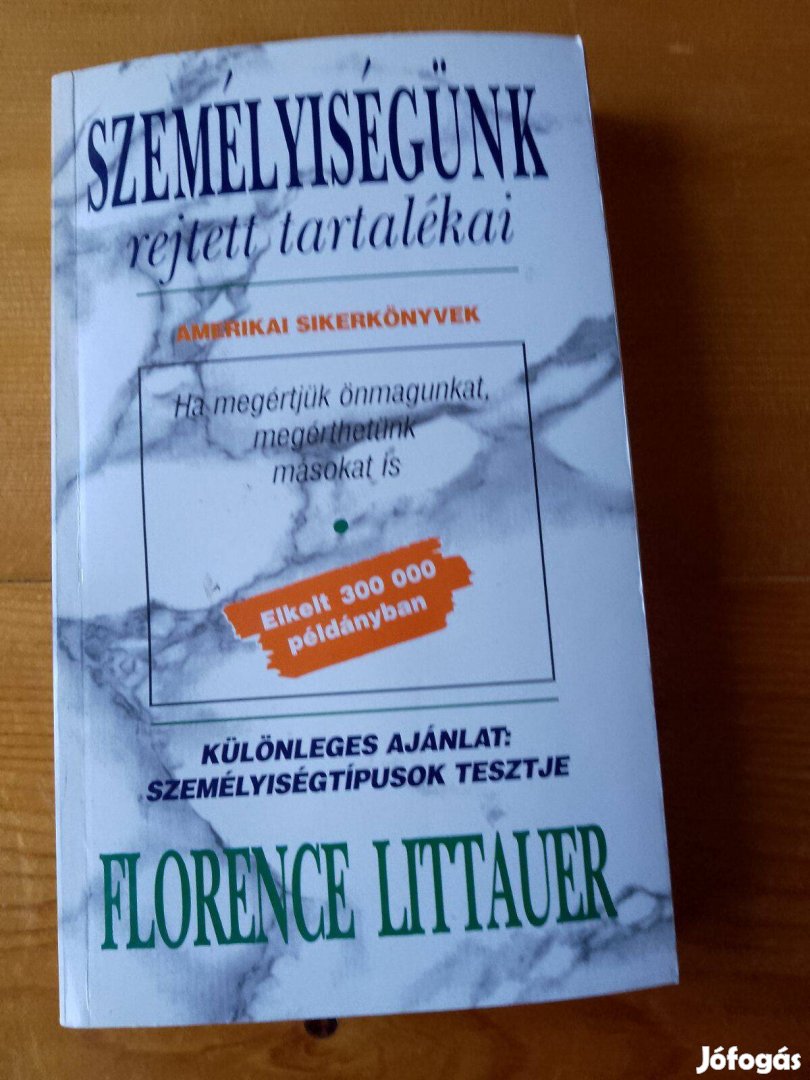 SZEMÉLYISÉGÜNK
rejtett tartalékai
AMERIKAI SIKERKÖNYVEK
Ha megértjük önmagunkat,
megérthetünk
másokat is
Elkelt 300 000
példányban
KÜLÖNLEGES AJÁNLAT:
SZEMÉLYISÉGTÍPUSOK TESZTJE
FLORENCE LITTAUER
Jófogás